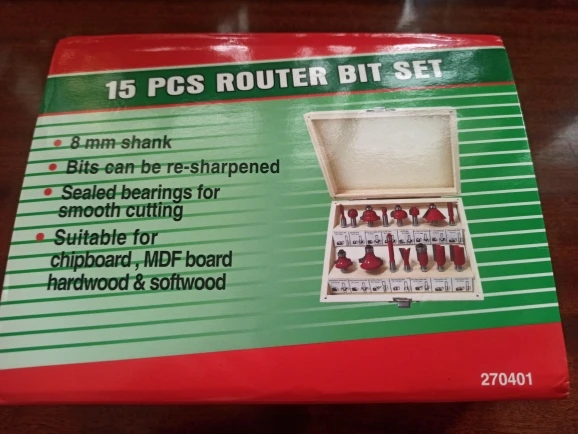 15 PCS ROUTER BIT SET
8 mm shank
Bits can be re-sharpened
Sealed bearings for
smooth cutting
Suitable for
chipboard , MDF board
hardwood & softwood
270401